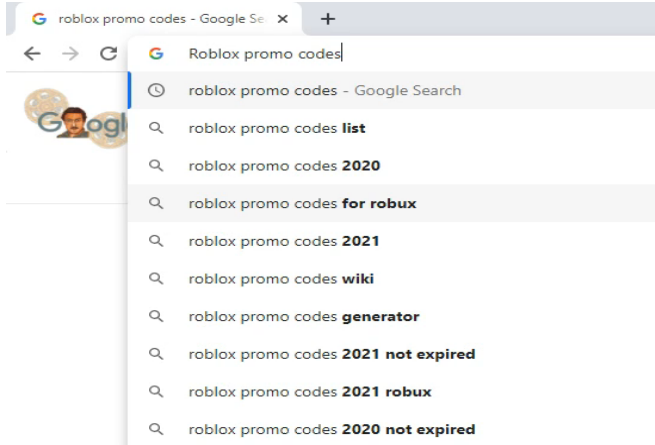 roblox promo codes - Google Se
Roblox promo codes
roblox promo codes - Google Search
Googl
roblox promo codes list
roblox promo codes 2020
roblox promo codes for robux
roblox promo codes 2021
roblox promo codes wiki
roblox promo codes generator
roblox promo codes 2021 not expired
roblox promo codes 2021 robux
roblox promo codes 2020 not expired